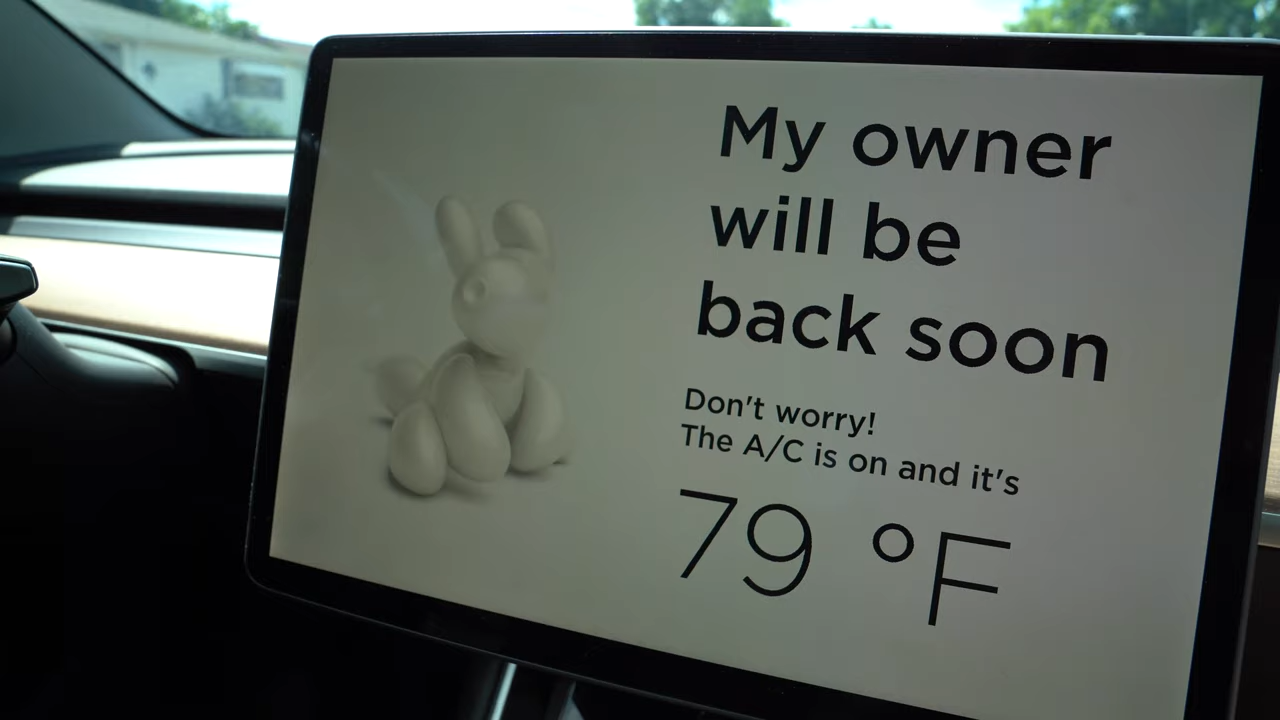 My owner
will be
back soon
Don't worry!
The A/C is on and it's
79 °F